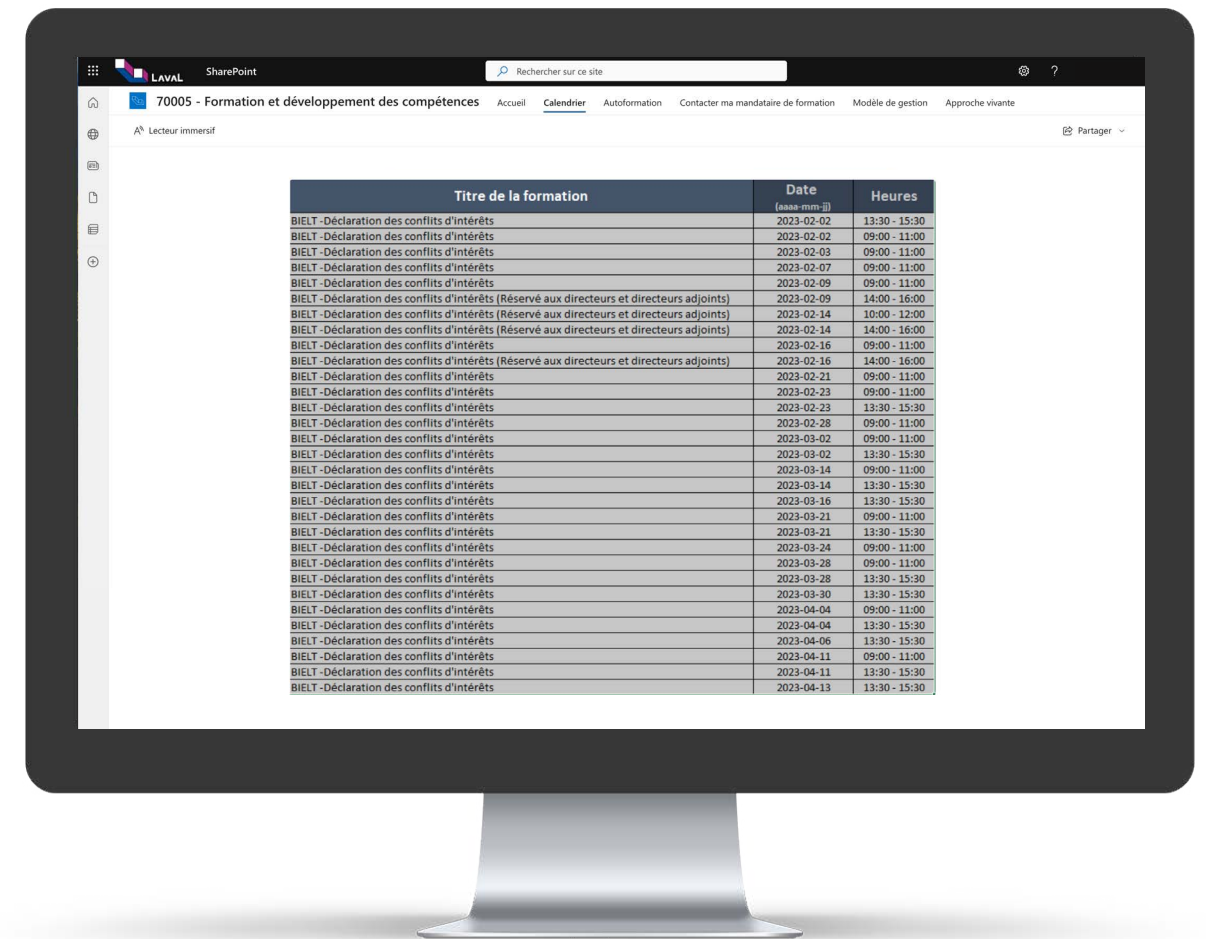 LAVAL SharePoint Rechercher sur ce site ?
70005 - Formation et développement des compétences Accueil Calendrier Autoformation Contacter ma mandataire de formation Modèle de gestion Approche vivante
Lecteur immersif Partager
Titre de la formation Date (aaaa-mm-jj) Heures
BIELT -Déclaration des conflits d'intérêts 2023-02-02 13:30 - 15:30
BIELT -Déclaration des conflits d'intérêts 2023-02-02 09:00 - 11:00
BIELT -Déclaration des conflits d'intérêts 2023-02-03 09:00 - 11:00
BIELT -Déclaration des conflits d'intérêts 2023-02-07 09:00 - 11:00
BIELT -Déclaration des conflits d'intérêts 2023-02-09 09:00 - 11:00
BIELT -Déclaration des conflits d'intérêts (Réservé aux directeurs et directeurs adjoints) 2023-02-09 14:00 - 16:00
BIELT -Déclaration des conflits d'intérêts (Réservé aux directeurs et directeurs adjoints) 2023-02-14 10:00 - 12:00
BIELT -Déclaration des conflits d'intérêts (Réservé aux directeurs et directeurs adjoints) 2023-02-14 14:00 - 16:00
BIELT -Déclaration des conflits d'intérêts 2023-02-16 09:00 - 11:00
BIELT -Déclaration des conflits d'intérêts (Réservé aux directeurs et directeurs adjoints) 2023-02-16 14:00 - 16:00
BIELT -Déclaration des conflits d'intérêts 2023-02-21 09:00 - 11:00
BIELT -Déclaration des conflits d'intérêts 2023-02-23 09:00 - 11:00
BIELT -Déclaration des conflits d'intérêts 2023-02-23 13:30 - 15:30
BIELT -Déclaration des conflits d'intérêts 2023-02-28 09:00 - 11:00
BIELT -Déclaration des conflits d'intérêts 2023-03-02 09:00 - 11:00
BIELT -Déclaration des conflits d'intérêts 2023-03-02 13:30 - 15:30
BIELT -Déclaration des conflits d'intérêts 2023-03-14 09:00 - 11:00
BIELT -Déclaration des conflits d'intérêts 2023-03-14 13:30 - 15:30
BIELT -Déclaration des conflits d'intérêts 2023-03-16 13:30 - 15:30
BIELT -Déclaration des conflits d'intérêts 2023-03-21 09:00 - 11:00
BIELT -Déclaration des conflits d'intérêts 2023-03-21 13:30 - 15:30
BIELT -Déclaration des conflits d'intérêts 2023-03-24 09:00 - 11:00
BIELT -Déclaration des conflits d'intérêts 2023-03-28 09:00 - 11:00
BIELT -Déclaration des conflits d'intérêts 2023-03-28 13:30 - 15:30
BIELT -Déclaration des conflits d'intérêts 2023-03-30 13:30 - 15:30
BIELT -Déclaration des conflits d'intérêts 2023-04-04 09:00 - 11:00
BIELT -Déclaration des conflits d'intérêts 2023-04-04 13:30 - 15:30
BIELT -Déclaration des conflits d'intérêts 2023-04-06 13:30 - 15:30
BIELT -Déclaration des conflits d'intérêts 2023-04-11 09:00 - 11:00
BIELT -Déclaration des conflits d'intérêts 2023-04-11 13:30 - 15:30
BIELT -Déclaration des conflits d'intérêts 2023-04-13 13:30 - 15:30